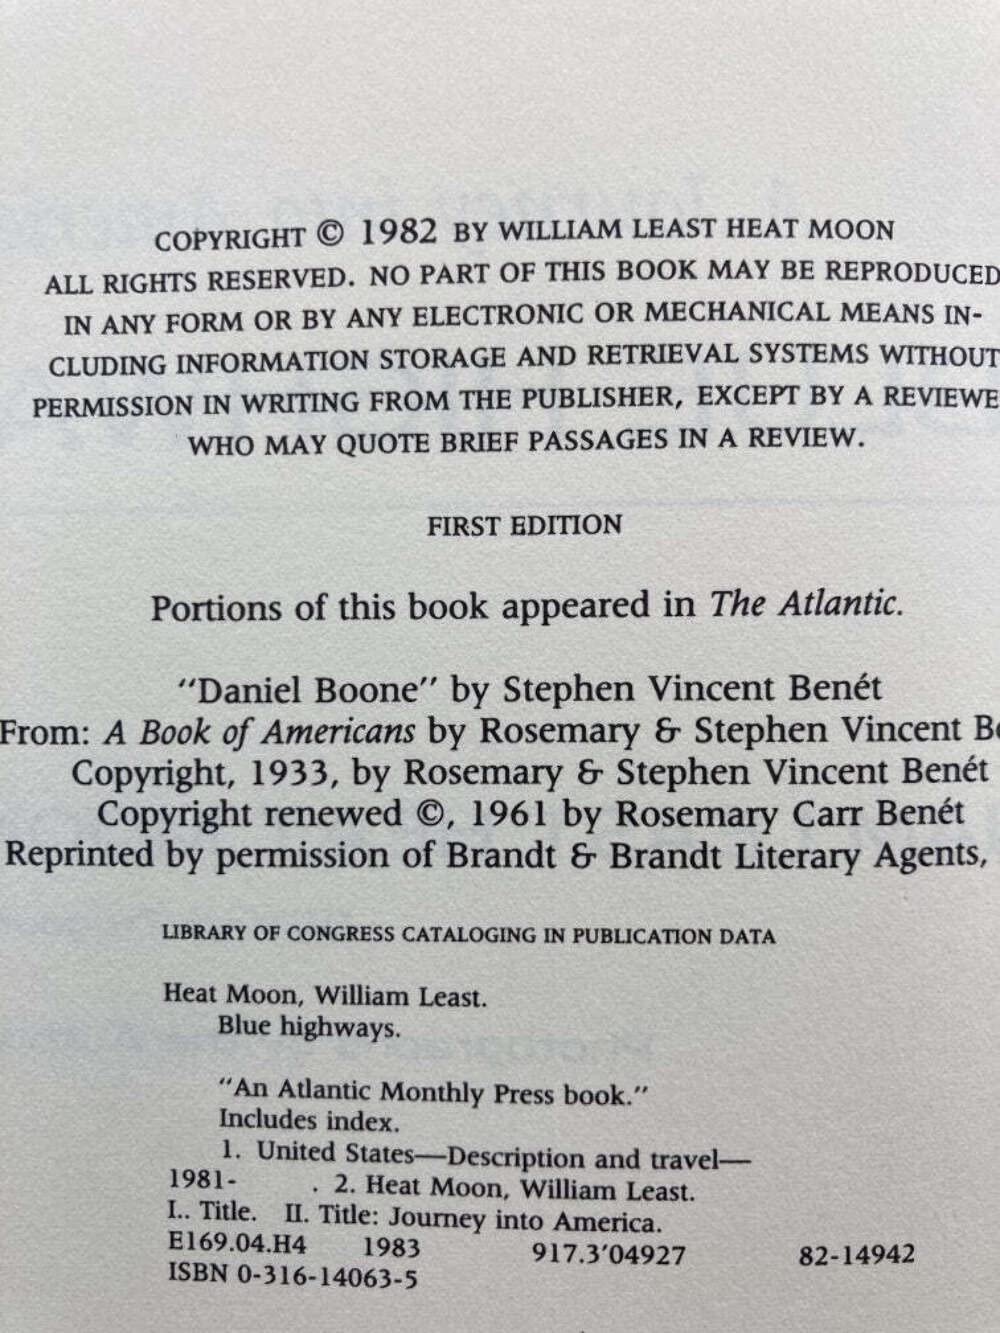 COPYRIGHT © 1982 BY WILLIAM LEAST HEAT MOON
ALL RIGHTS RESERVED. NO PART OF THIS BOOK MAY BE REPRODUCED
IN ANY FORM OR BY ANY ELECTRONIC OR MECHANICAL MEANS IN-
CLUDING INFORMATION STORAGE AND RETRIEVAL SYSTEMS WITHOUT
PERMISSION IN WRITING FROM THE PUBLISHER, EXCEPT BY A REVIEWE
WHO MAY QUOTE BRIEF PASSAGES IN A REVIEW.
FIRST EDITION
Portions of this book appeared in The Atlantic.
"Daniel Boone" by Stephen Vincent Benét
From: A Book of Americans by Rosemary & Stephen Vincent Be
Copyright, 1933, by Rosemary & Stephen Vincent Benét
Copyright renewed ©, 1961 by Rosemary Carr Benét
Reprinted by permission of Brandt & Brandt Literary Agents,
LIBRARY OF CONGRESS CATALOGING IN PUBLICATION DATA
Heat Moon, William Least.
Blue highways.
"An Atlantic Monthly Press book."
Includes index.
1. United States—Description and travel—
1981- . 2. Heat Moon, William Least.
I.. Title. II. Title: Journey into America.
E169.04.H4 1983 917.3'04927 82-14942
ISBN 0-316-14063-5